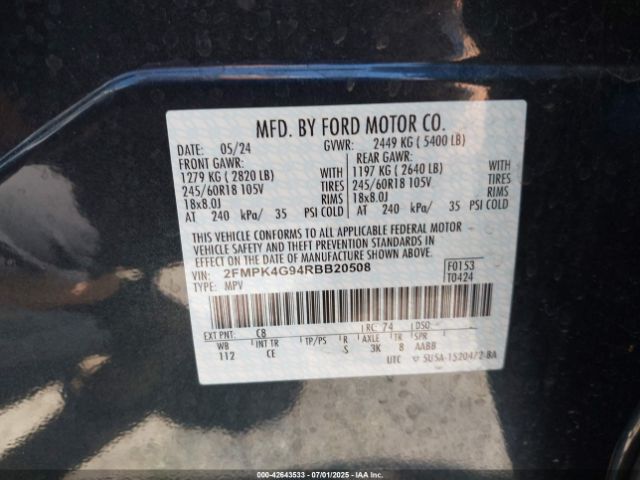 MFD. BY FORD MOTOR CO.
DATE: 05/24 GVWR: 2449 KG ( 5400 LB)
FRONT GAWR: REAR GAWR:
1279 KG ( 2820 LB) WITH 1197 KG ( 2640 LB) WITH
245/60R18 105V TIRES 245/60R18 105V TIRES
18x8.0J RIMS 18x8.0J RIMS
AT 240 kPa/ 35 PSI COLD AT 240 kPa/ 35 PSI COLD
THIS VEHICLE CONFORMS TO ALL APPLICABLE FEDERAL MOTOR
VEHICLE SAFETY AND THEFT PREVENTION STANDARDS IN
EFFECT ON THE DATE OF MANUFACTURE SHOWN ABOVE.
VIN: 2FMPK4G94RBB20508 F0153
TYPE: MPV T0424
EXT PNT: C8 RC: 74 DSO:
WB INT TR TP/PS R AXLE TR SPR
112 CE S 3K 8 AABB
UTC
000-42643533 - 07/01/2025 - IAA Inc.